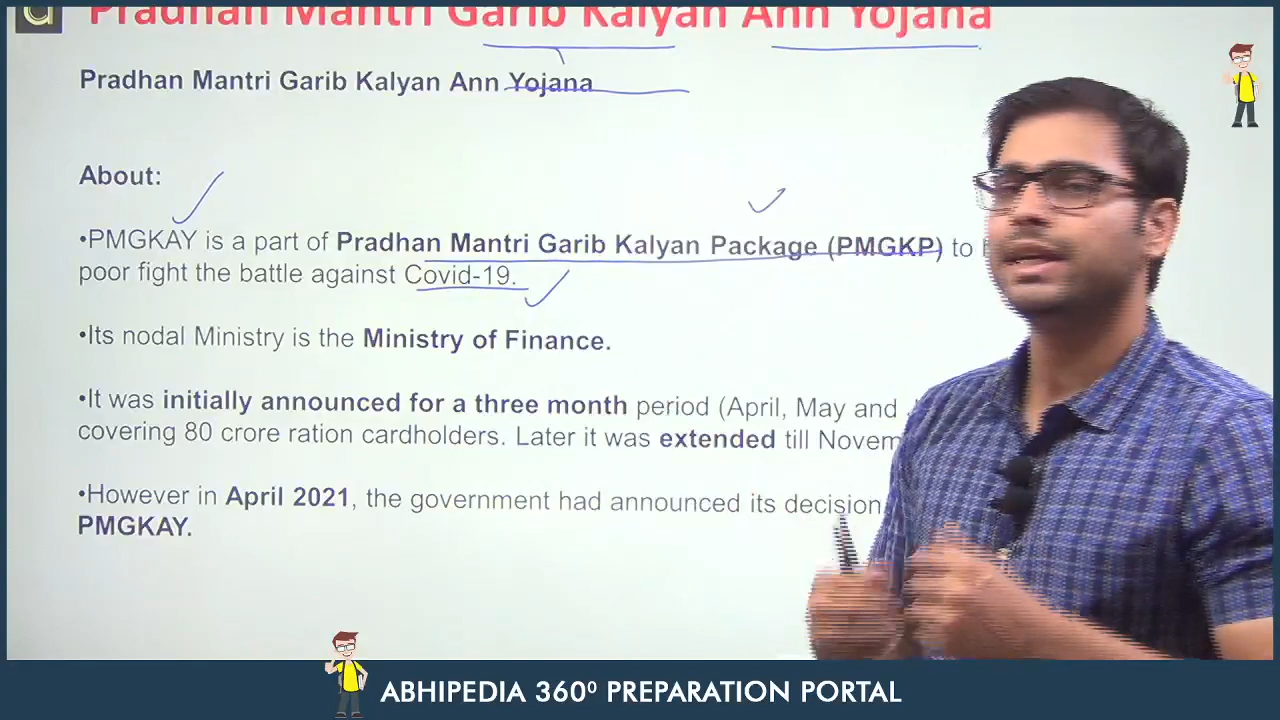 Pradhan Mantri Garib Kalyan Ann Yojana
Pradhan Mantri Garib Kalyan Ann Yojana
About:
•PMGKAY is a part of Pradhan Mantri Garib Kalyan Package (PMGKP) to
poor fight the battle against Covid-19.
•Its nodal Ministry is the Ministry of Finance.
•It was initially announced for a three month period (April, May and
covering 80 crore ration cardholders. Later it was extended till Novem
•However in April 2021, the government had announced its decision
PMGKAY.
ABHIPEDIA 360⁰ PREPARATION PORTAL